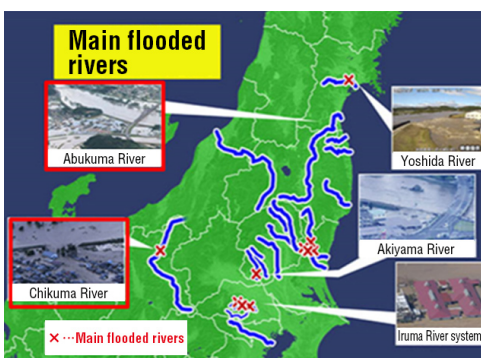 Main flooded
rivers
Abukuma River
Yoshida River
Akiyama River
Chikuma River
Iruma River system
× ···Main flooded rivers